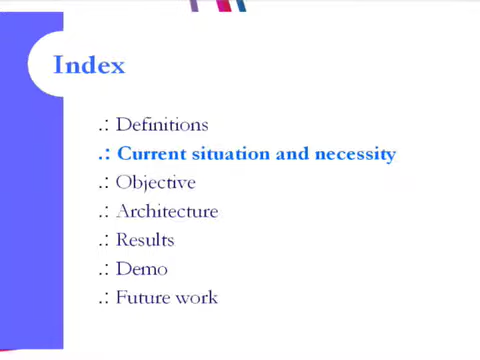 Index
.: Definitions
.: Current situation and necessity
.: Objective
.: Architecture
.: Results
.: Demo
.: Future work